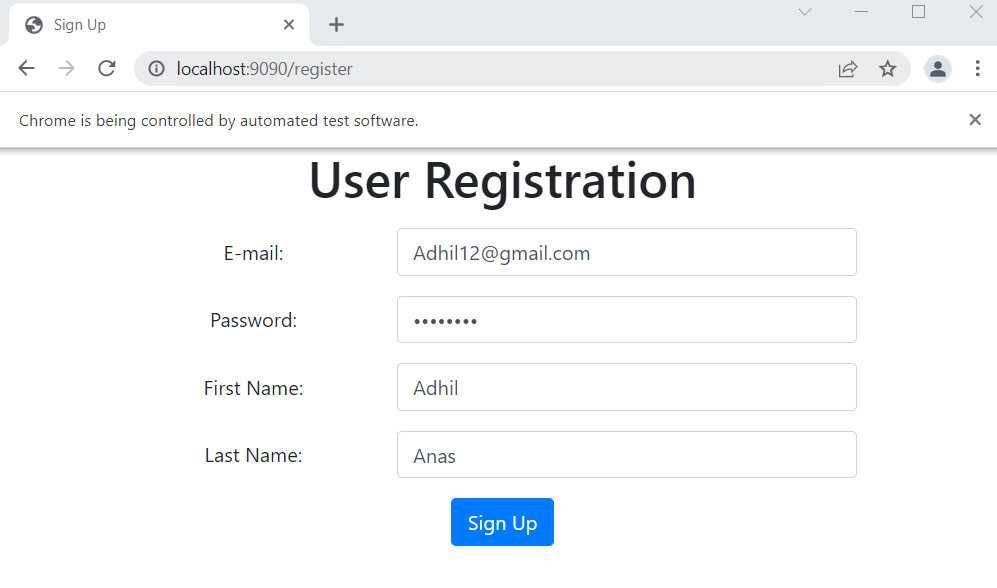 Sign Up
localhost:9090/register
Chrome is being controlled by automated test software.
User Registration
E-mail: Adhil12@gmail.com
Password: ••••••••
First Name: Adhil
Last Name: Anas
Sign Up